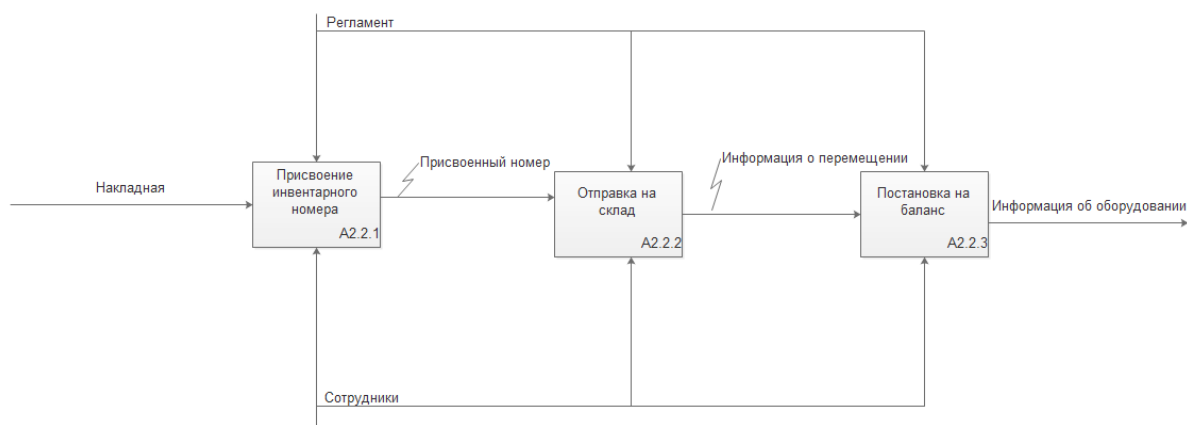 Регламент
Накладная
Присвоение
инвентарного
номера
A2.2.1
Присвоенный номер
Отправка на
склад
A2.2.2
Информация о перемещении
Постановка на
баланс
A2.2.3
Информация об оборудовании
Сотрудники